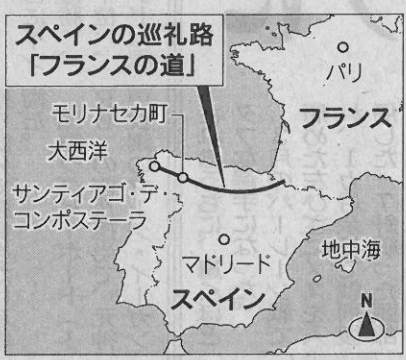 スペインの巡礼路
「フランスの道」
パリ
フランス
モリナセカ町
大西洋
サンティアゴ・デ・
コンポステーラ
マドリード
スペイン
地中海
N